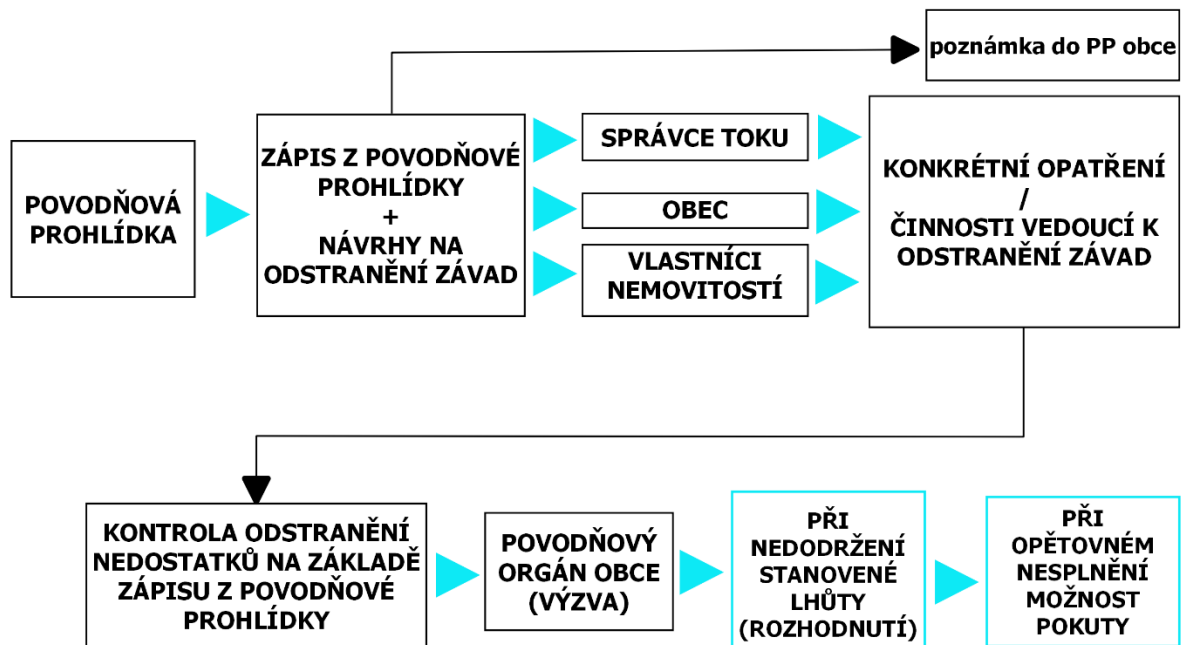 poznámka do PP obce
POVODŇOVÁ
PROHLÍDKA
ZÁPIS Z POVODŇOVÉ
PROHLÍDKY
+
NÁVRHY NA
ODSTRANĚNÍ ZÁVAD
SPRÁVCE TOKU
OBEC
VLASTNÍCI
NEMOVITOSTÍ
KONKRÉTNÍ OPATŘENÍ
/
ČINNOSTI VEDOUCÍ K
ODSTRANĚNÍ ZÁVAD
KONTROLA ODSTRANĚNÍ
NEDOSTATKŮ NA ZÁKLADĚ
ZÁPISU Z POVODŇOVÉ
PROHLÍDKY
POVODŇOVÝ
ORGÁN OBCE
(VÝZVA)
PŘI
NEDODRŽENÍ
STANOVENÉ
LHŮTY
(ROZHODNUTÍ)
PŘI
OPĚTOVNÉM
NESPLNĚNÍ
MOŽNOST
POKUTY